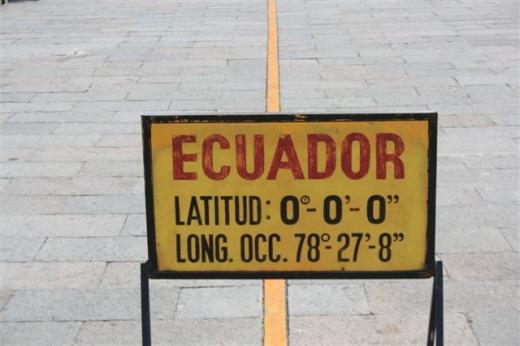 ECUADOR
LATITUD: 0°-0'-0"
LONG. OCC. 78°-27'-8"